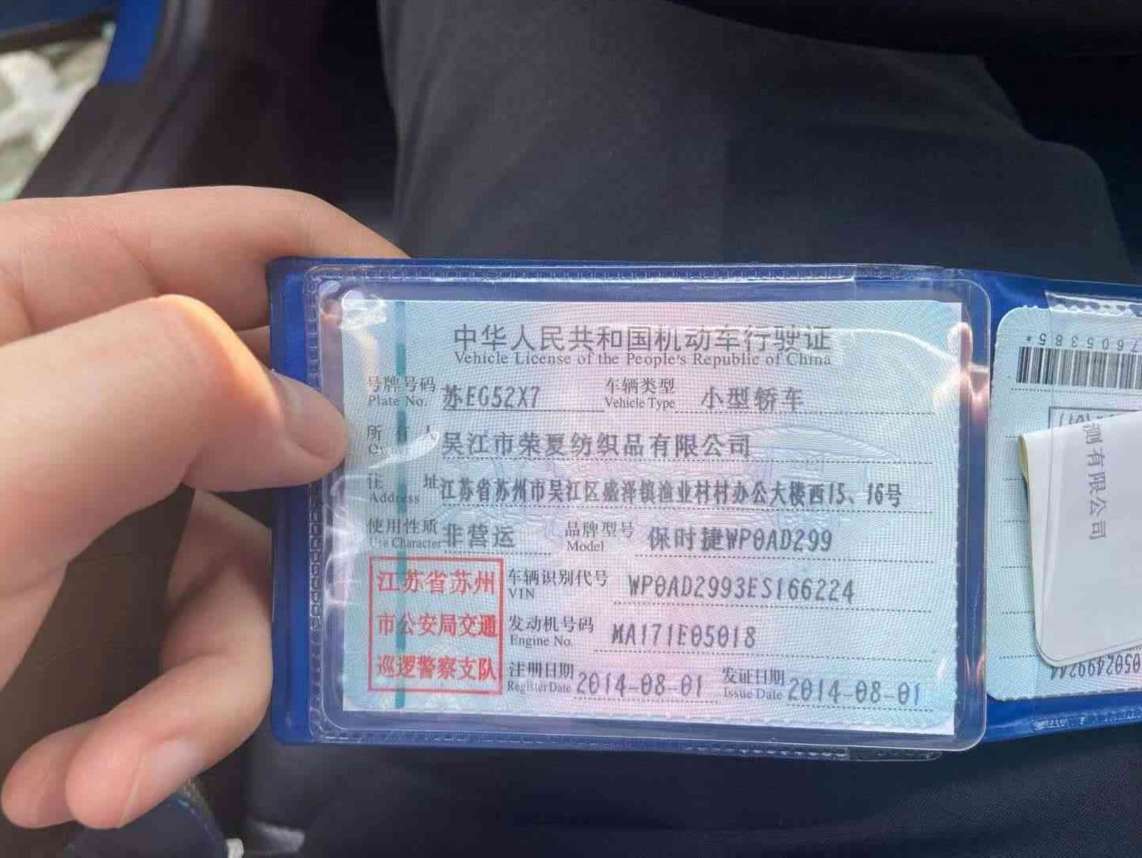 中华人民共和国机动车行驶证
Vehicle License of the People's Republic of China
号牌号码 苏EG52X7 车辆类型 小型轿车
Plate No. Vehicle Type
所 人 吴江市荣夏纺织品有限公司
住 址 江苏省苏州市吴江区盛泽镇渔业村村办公大楼西15、16号
Address
使用性质 非营运 品牌型号 保时捷WP0AD299
Use Character Model
江苏省苏州
市公安局交通
巡逻警察支队
车辆识别代号 WP0AD2993ES166224
VIN
发动机号码 MA171E05018
Engine No.
注册日期 2014-08-01 发证日期 2014-08-01
Register Date Issue Date
测有限公司